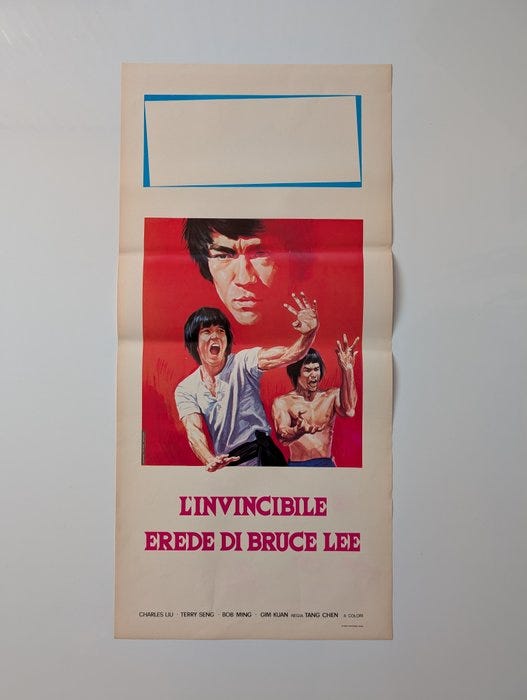 L'INVINCIBILE
EREDE DI BRUCE LEE
CHARLES LIU - TERRY SENG - BOB MING - GIM KUAN REGIA TANG CHEN A COLORI